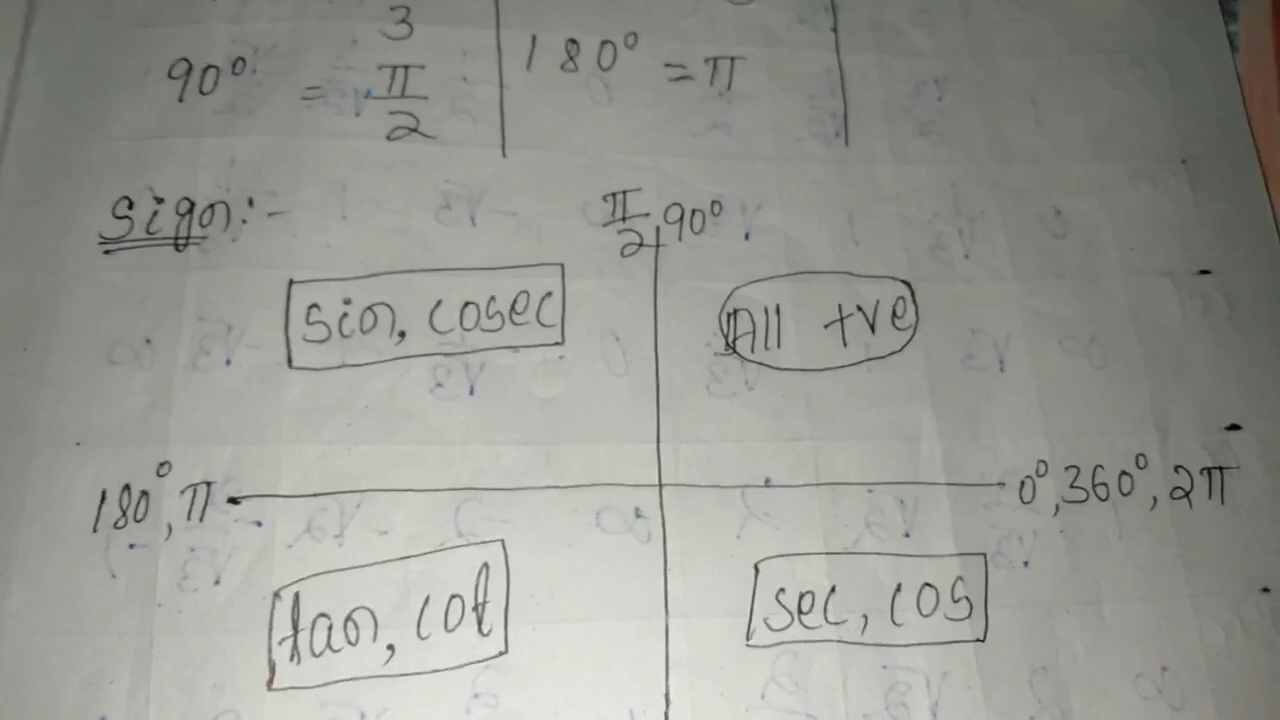 3
90° = π/2
180° = π
Sign:-
π/2, 90°
sin, cosec
All +ve
180°, π
0°, 360°, 2π
tan, cot
sec, cos